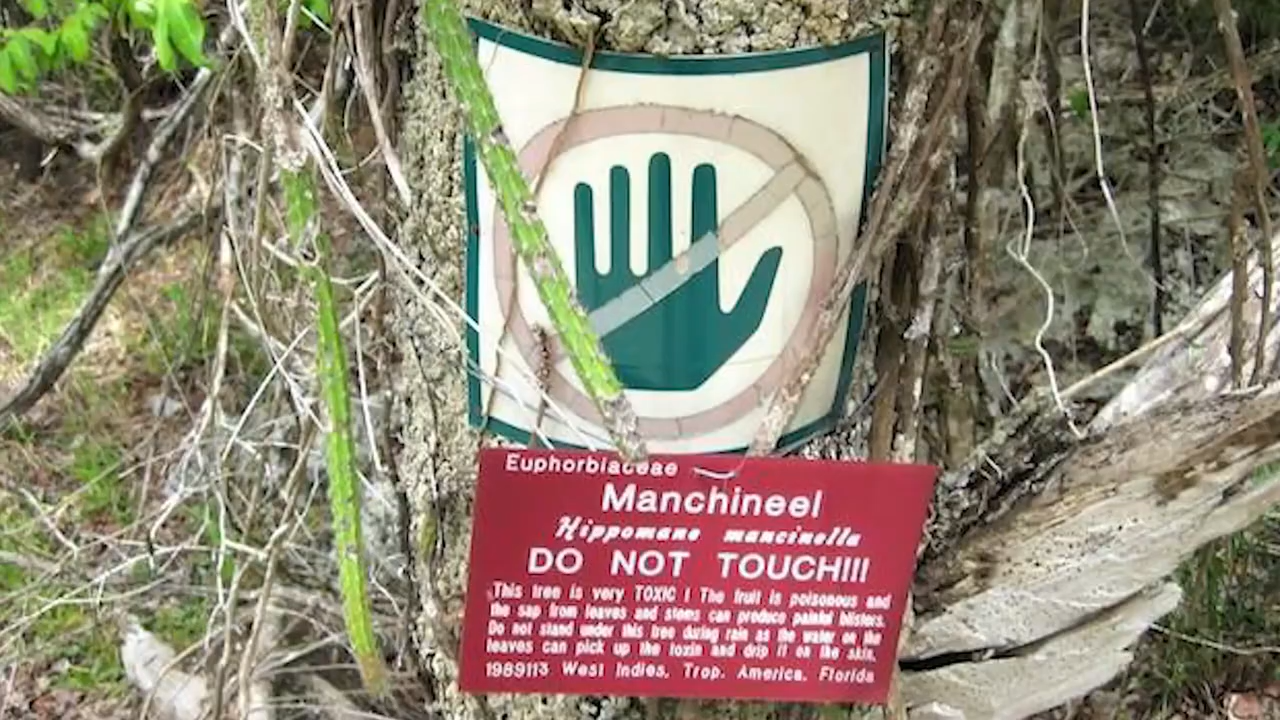 Euphorbiaceae
Manchineel
Hippomane mancinella
DO NOT TOUCH!!!
This tree is very TOXIC ! The fruit is poisonous and
the sap from leaves and stems can produce painful blisters.
Do not stand under this tree during rain as the water on the
leaves can pick up the toxin and drip it on the skin.
1989113 West Indies, Trop. America, Florida